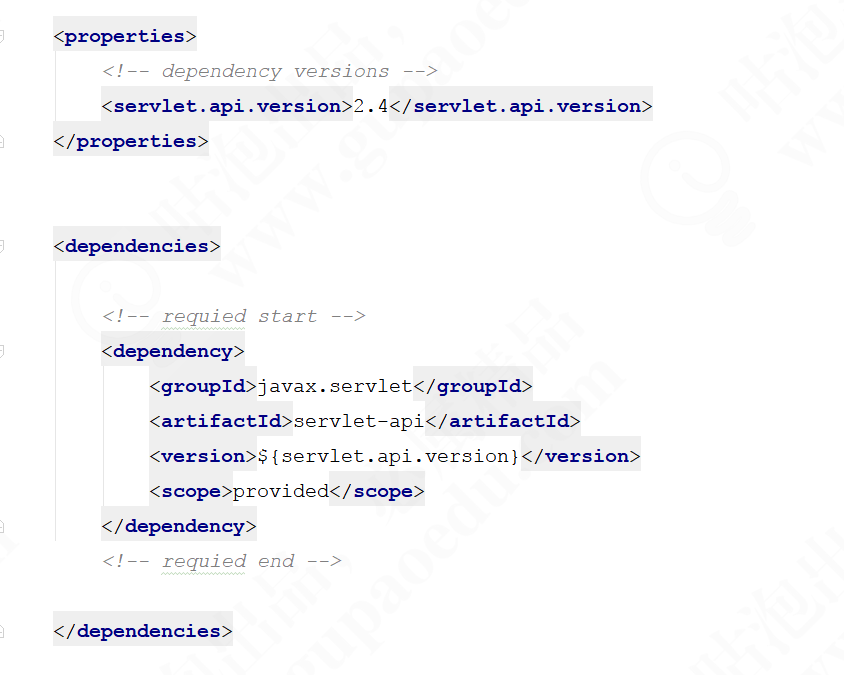 <properties>
<!-- dependency versions -->
<servlet.api.version>2.4</servlet.api.version>
</properties>
<dependencies>
<!-- requied start -->
<dependency>
<groupId>javax.servlet</groupId>
<artifactId>servlet-api</artifactId>
<version>${servlet.api.version}</version>
<scope>provided</scope>
</dependency>
<!-- requied end -->
</dependencies>